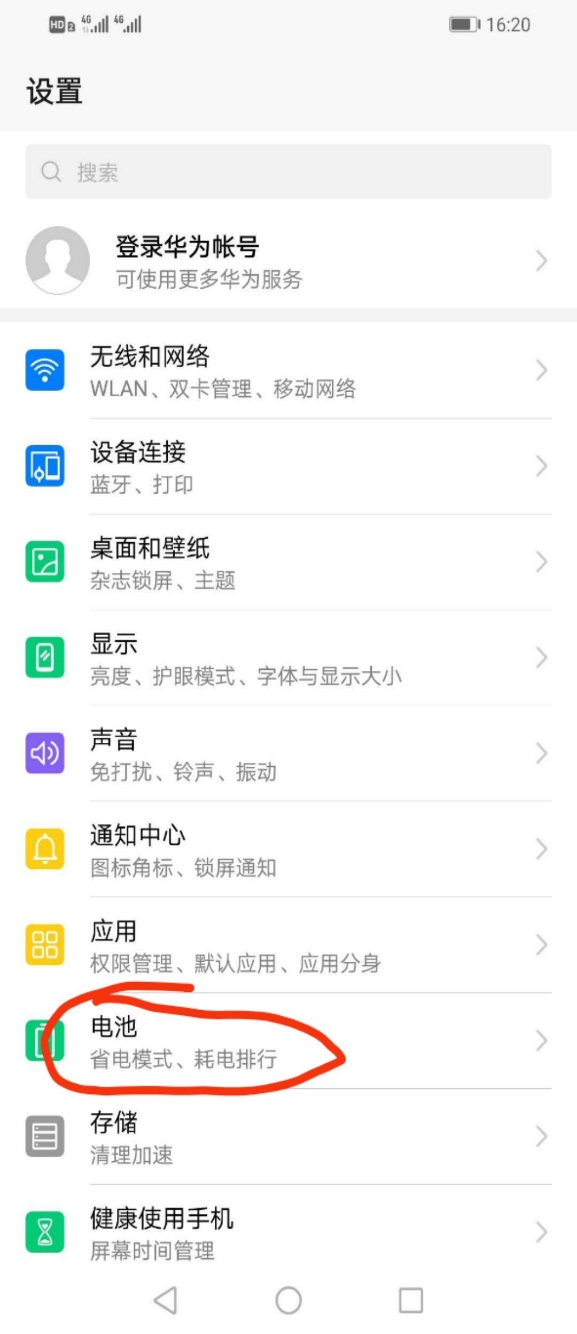 HD 2 4G 4G 16:20
设置
搜索
登录华为帐号
可使用更多华为服务
无线和网络
WLAN、双卡管理、移动网络
设备连接
蓝牙、打印
桌面和壁纸
杂志锁屏、主题
显示
亮度、护眼模式、字体与显示大小
声音
免打扰、铃声、振动
通知中心
图标角标、锁屏通知
应用
权限管理、默认应用、应用分身
电池
省电模式、耗电排行
存储
清理加速
健康使用手机
屏幕时间管理